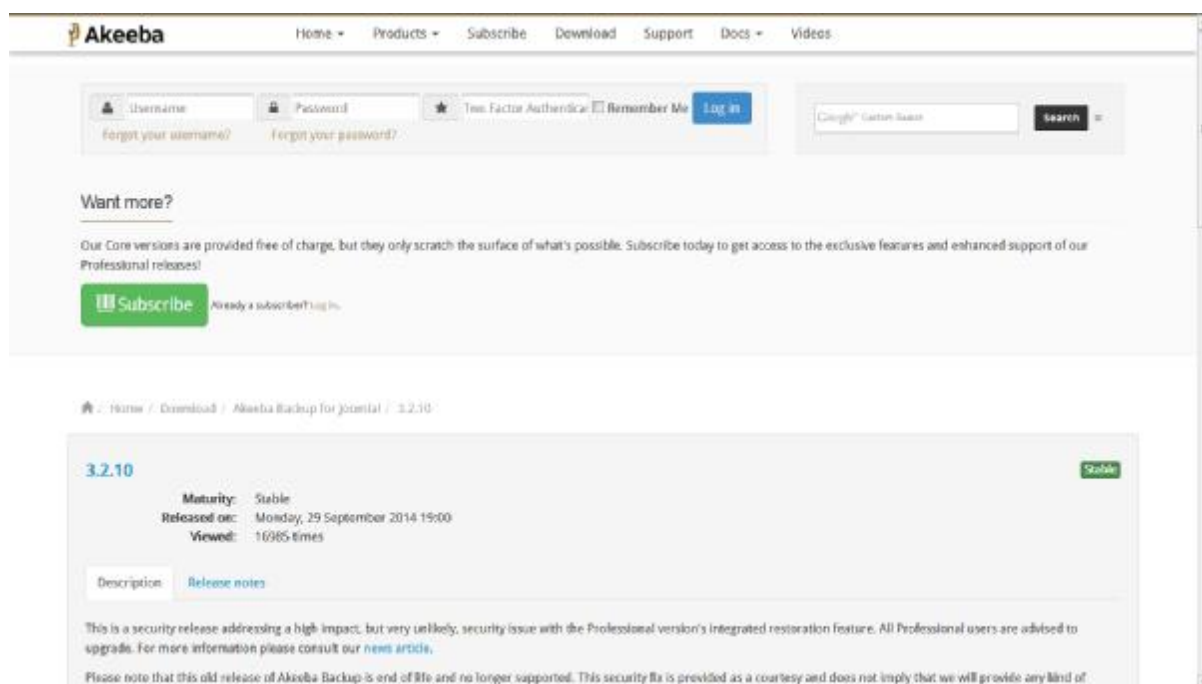 Akeeba
Home Products Subscribe Download Support Docs Videos
Username Password Two Factor Authentica Remember Me Log in
Search
Forgot your username? Forgot your password?
Want more?
Our Core versions are provided free of charge, but they only scratch the surface of what's possible. Subscribe today to get access to the exclusive features and enhanced support of our
Professional releases!
Subscribe Already a subscriber? Log in.
/ Home / Download / Akeeba Backup for Joomla! / 3.2.10
3.2.10 Stable
Maturity: Stable
Released on: Monday, 29 September 2014 19:00
Viewed: 16985 times
Description Release notes
This is a security release addressing a high impact, but very unlikely, security issue with the Professional version's integrated restoration feature. All Professional users are advised to
upgrade. For more information please consult our news article.
Please note that this old release of Akeeba Backup is end of life and no longer supported. This security fix is provided as a courtesy and does not imply that we will provide any kind of